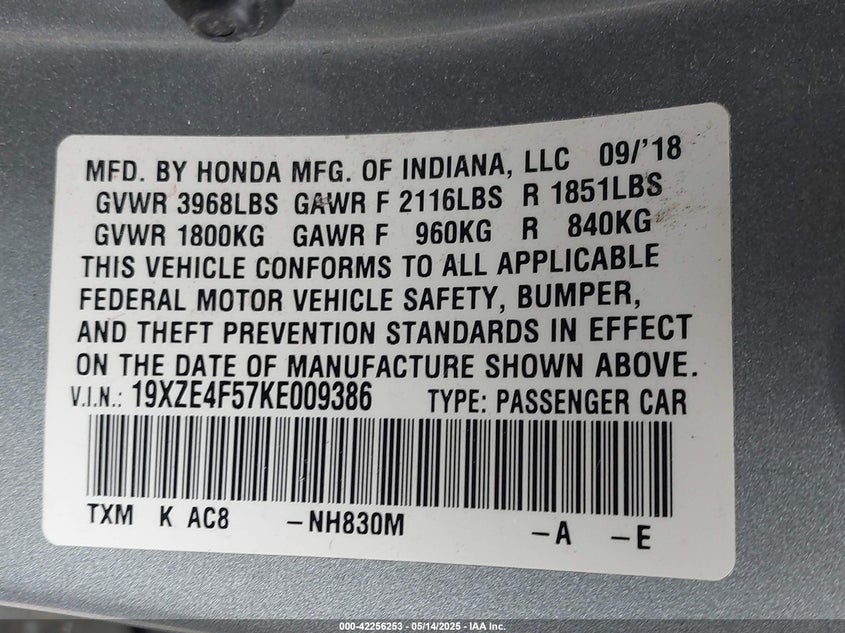 MFD. BY HONDA MFG. OF INDIANA, LLC 09/'18
GVWR 3968LBS GAWR F 2116LBS R 1851LBS
GVWR 1800KG GAWR F 960KG R 840KG
THIS VEHICLE CONFORMS TO ALL APPLICABLE
FEDERAL MOTOR VEHICLE SAFETY, BUMPER,
AND THEFT PREVENTION STANDARDS IN EFFECT
ON THE DATE OF MANUFACTURE SHOWN ABOVE.
V.I.N.: 19XZE4F57KE009386 TYPE: PASSENGER CAR
TXM K AC8 -NH830M -A -E
000-42256253 - 05/14/2025 - IAA Inc.